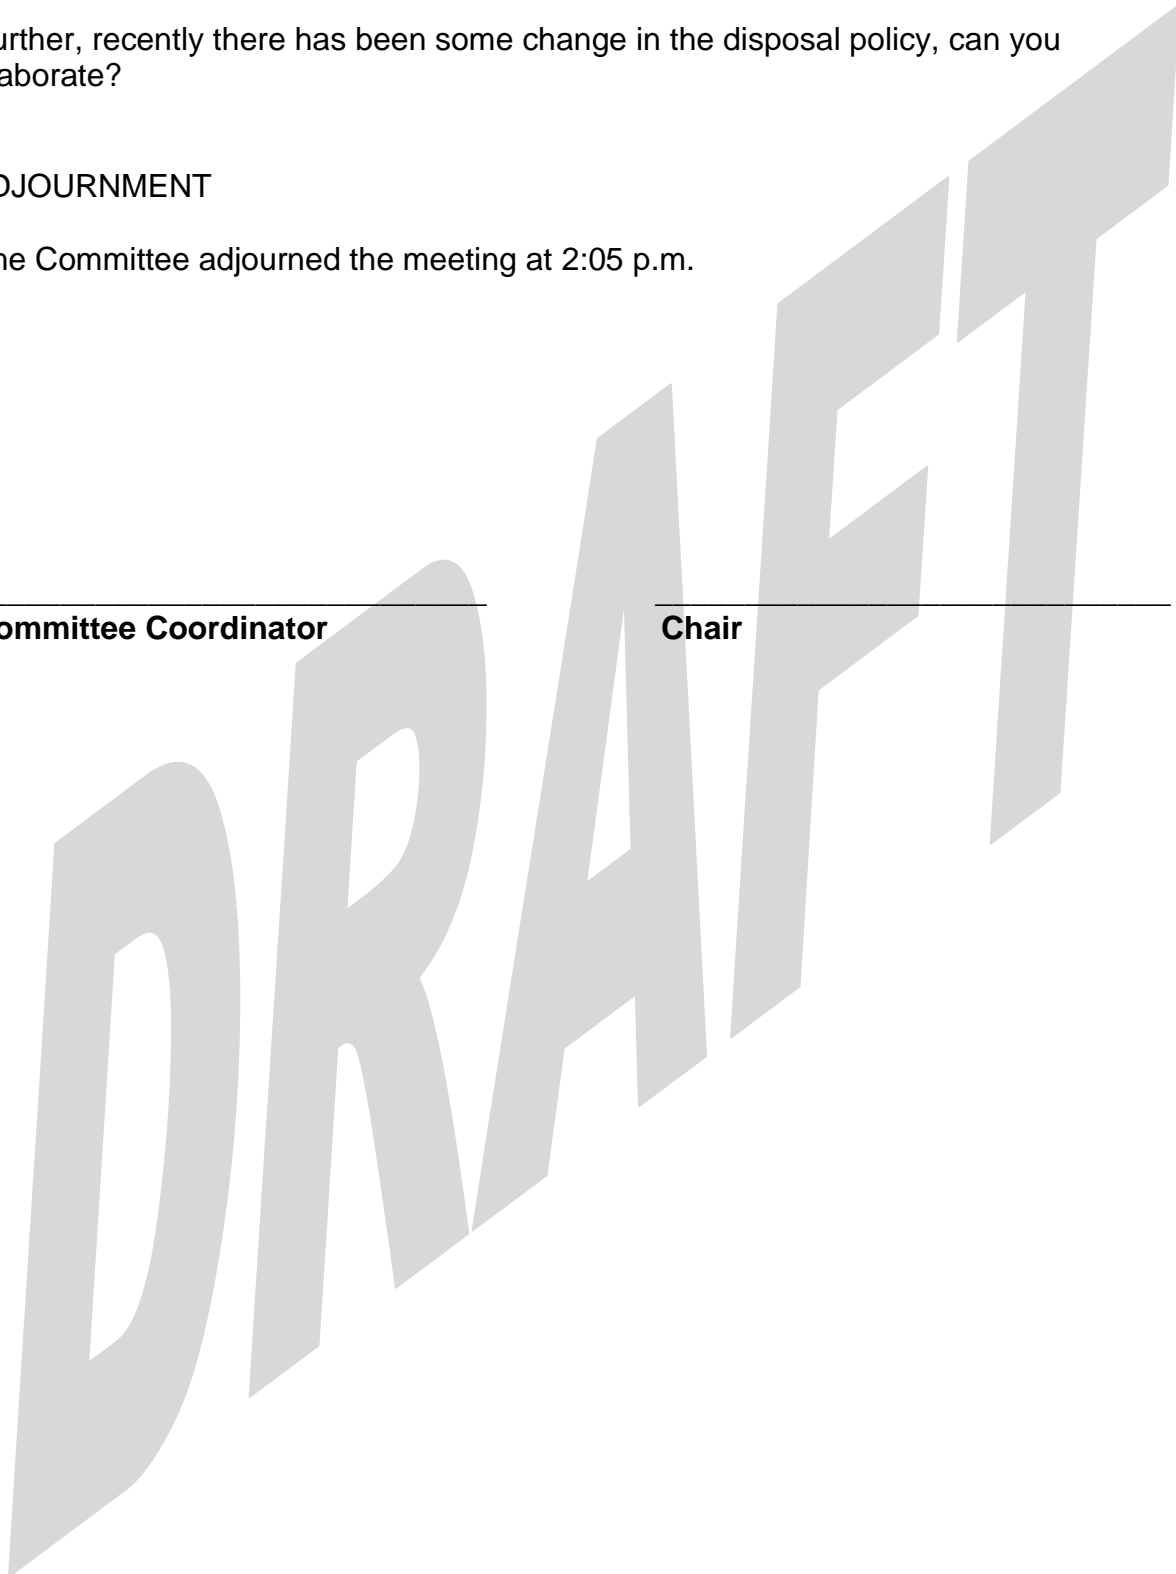 urther, recently there has been some change in the disposal policy, can you
aborate?
DJOURNMENT
he Committee adjourned the meeting at 2:05 p.m.
ommittee Coordinator
Chair
DRAFT